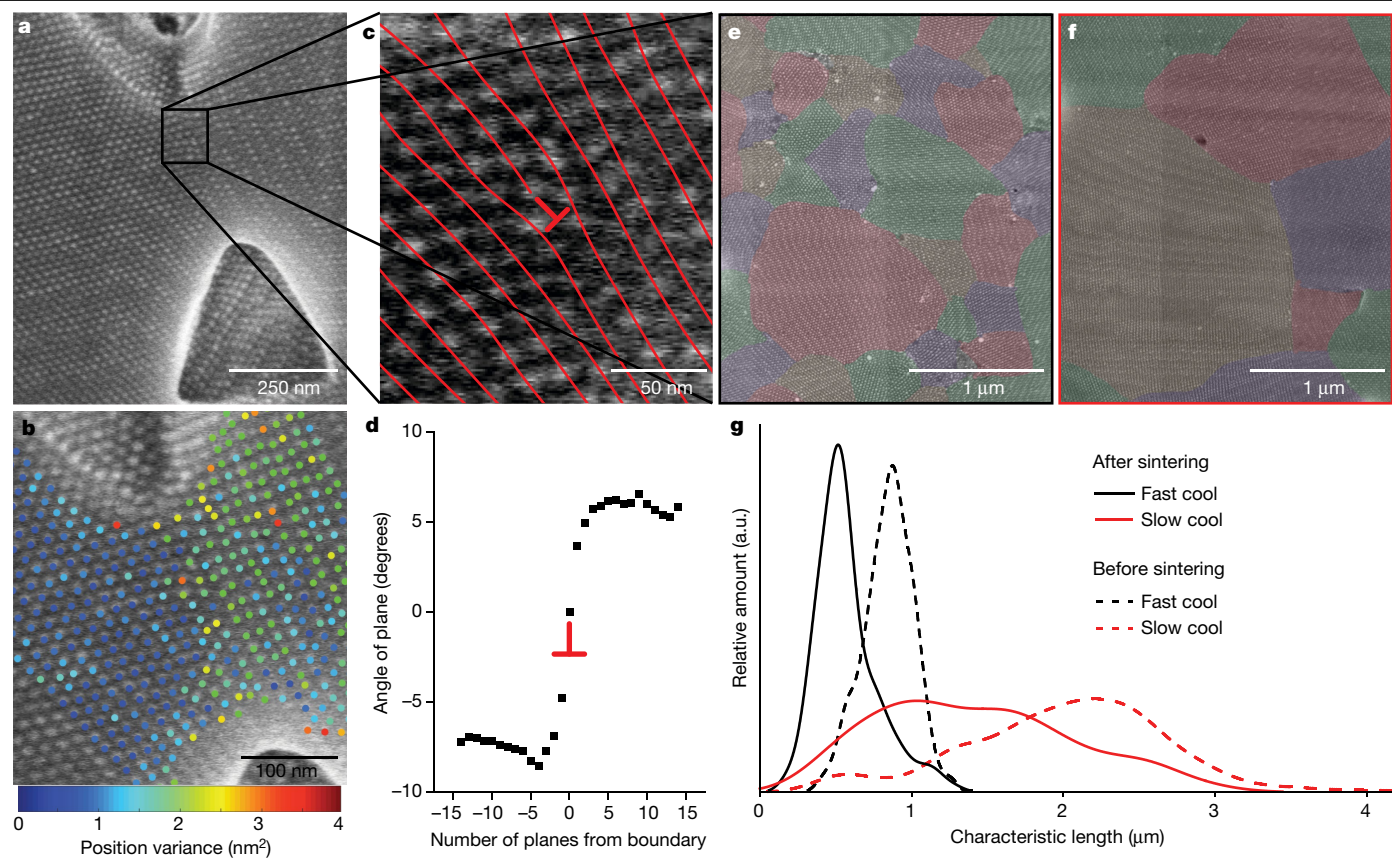 a
250 nm
c
50 nm
e
1 μm
f
1 μm
b
100 nm
0 1 2 3 4
Position variance (nm²)
d
10
5
0
−5
−10
Angle of plane (degrees)
−15 −10 −5 0 5 10 15
Number of planes from boundary
g
After sintering
Fast cool
Slow cool
Before sintering
Fast cool
Slow cool
Relative amount (a.u.)
0 1 2 3 4
Characteristic length (μm)